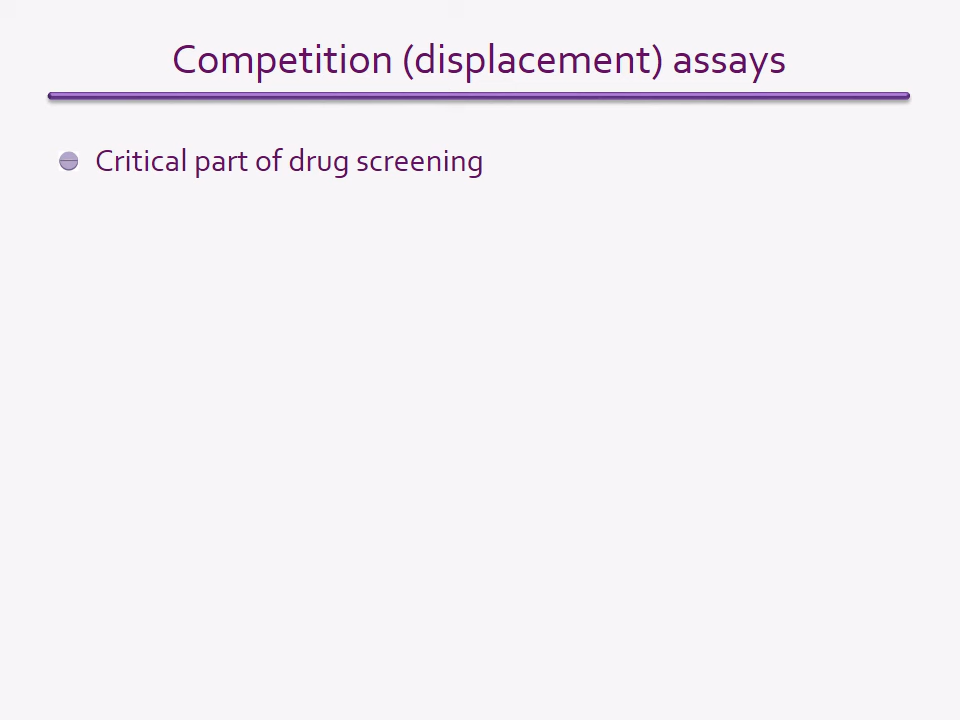 Competition (displacement) assays
Critical part of drug screening